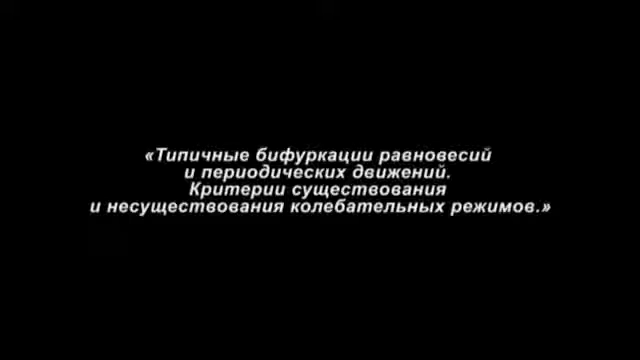 «Типичные бифуркации равновесий
и периодических движений.
Критерии существования
и несуществования колебательных режимов.»